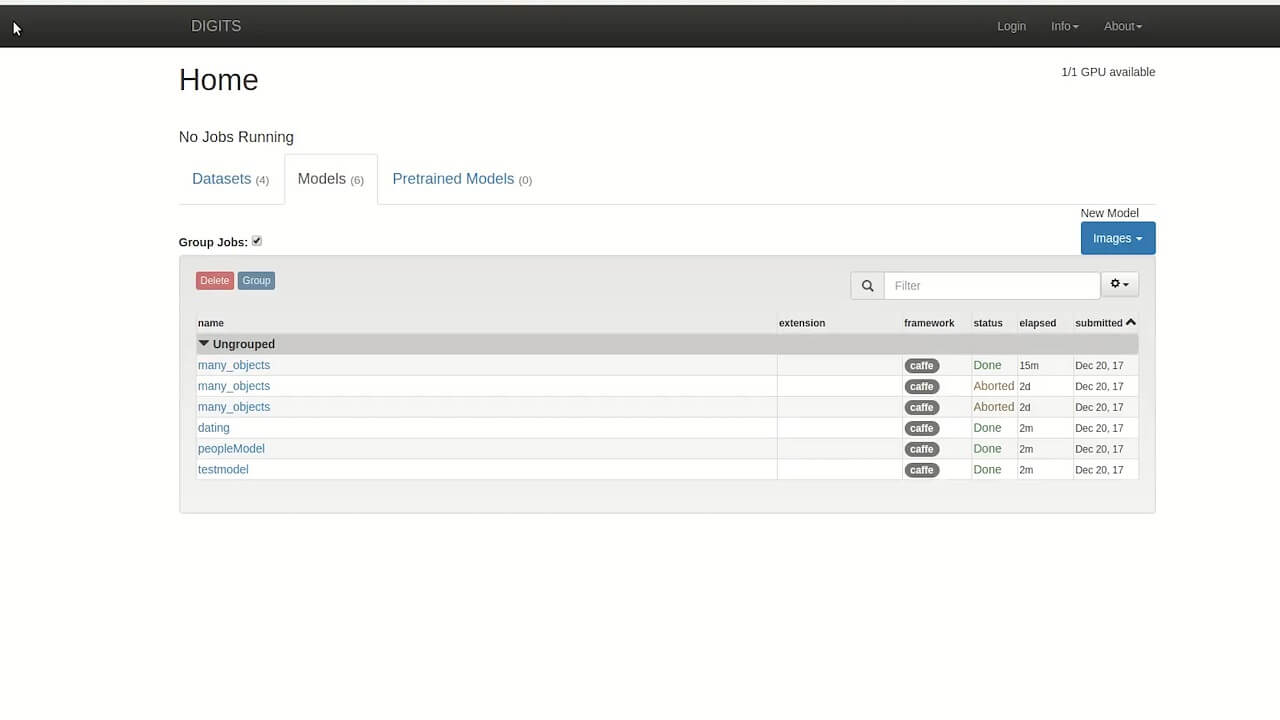 DIGITS Login Info About
Home 1/1 GPU available
No Jobs Running
Datasets (4) Models (6) Pretrained Models (0)
New Model
Group Jobs: Images
Delete Group Filter
name extension framework status elapsed submitted
Ungrouped
many_objects caffe Done 15m Dec 20, 17
many_objects caffe Aborted 2d Dec 20, 17
many_objects caffe Aborted 2d Dec 20, 17
dating caffe Done 2m Dec 20, 17
peopleModel caffe Done 2m Dec 20, 17
testmodel caffe Done 2m Dec 20, 17